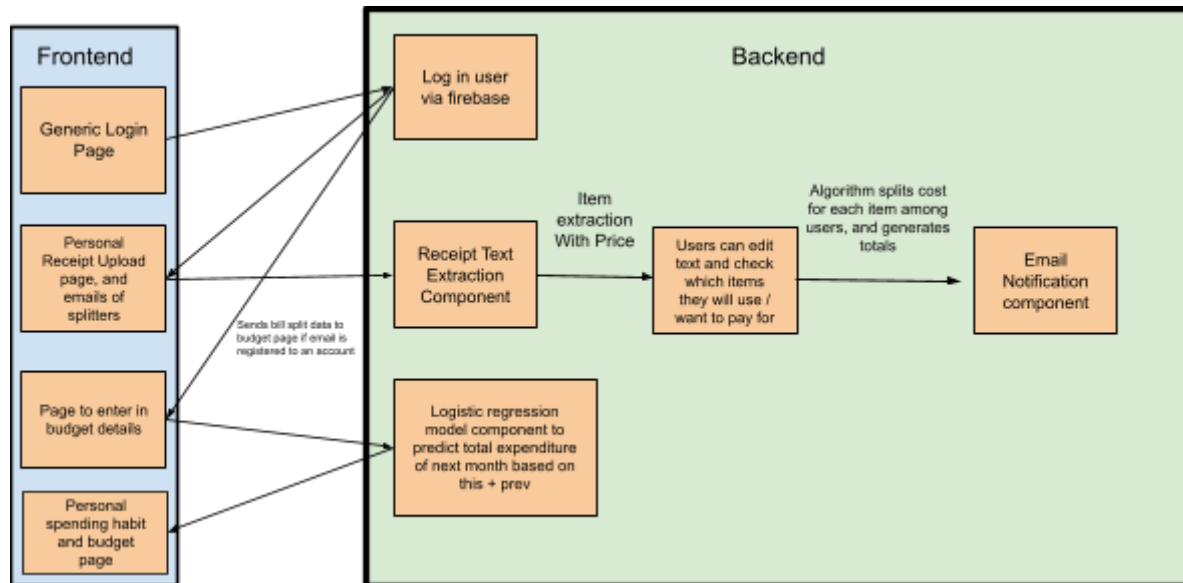 Frontend
Generic Login
Page
Personal
Receipt Upload
page, and emails of
splitters
Page to enter in
budget details
Personal
spending habit
and budget
page
Sends bill split data to
budget page if email is
registered to an account
Backend
Log in user
via firebase
Receipt Text
Extraction
Component
Item
extraction
With Price
Users can edit
text and check
which items
they will use /
want to pay for
Algorithm splits cost
for each item among
users, and generates
totals
Email
Notification
component
Logistic regression
model component to
predict total expenditure
of next month based on
this + prev